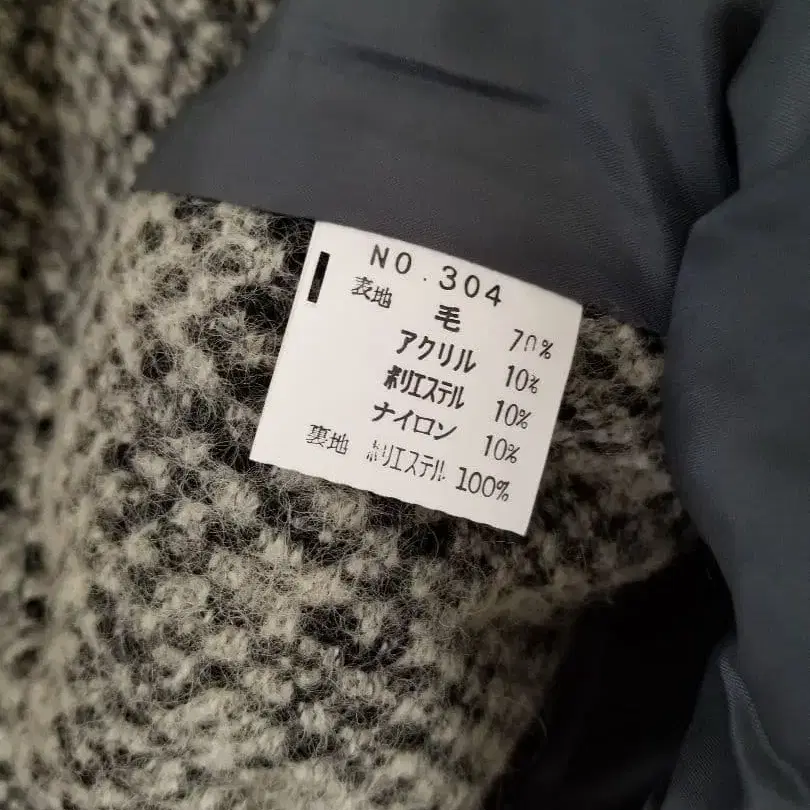 NO.304
表地 毛 70%
アクリル 10%
ポリエステル 10%
ナイロン 10%
裏地 ポリエステル 100%